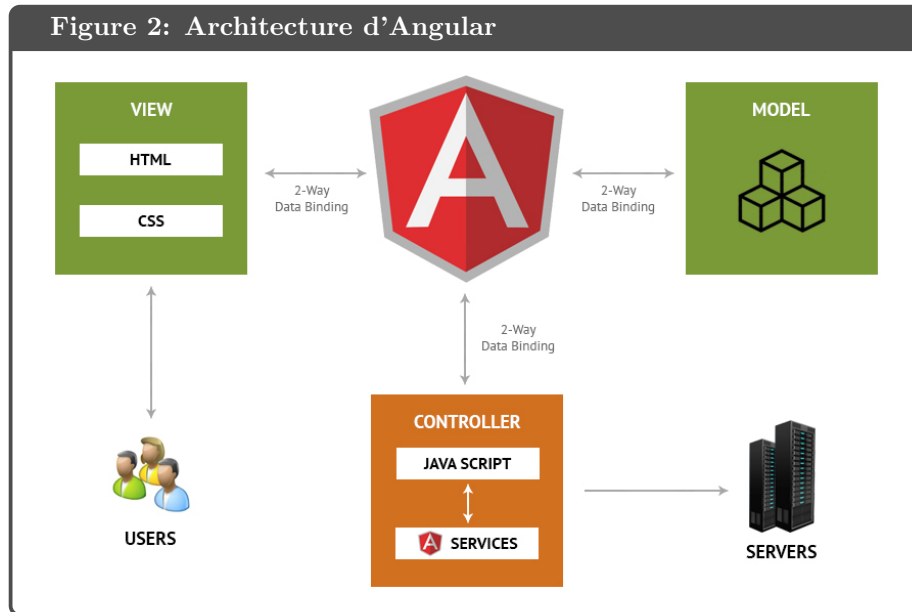 Figure 2: Architecture d'Angular
VIEW
HTML
CSS
2-Way
Data Binding
A
2-Way
Data Binding
MODEL
2-Way
Data Binding
USERS
CONTROLLER
JAVA SCRIPT
A SERVICES
SERVERS